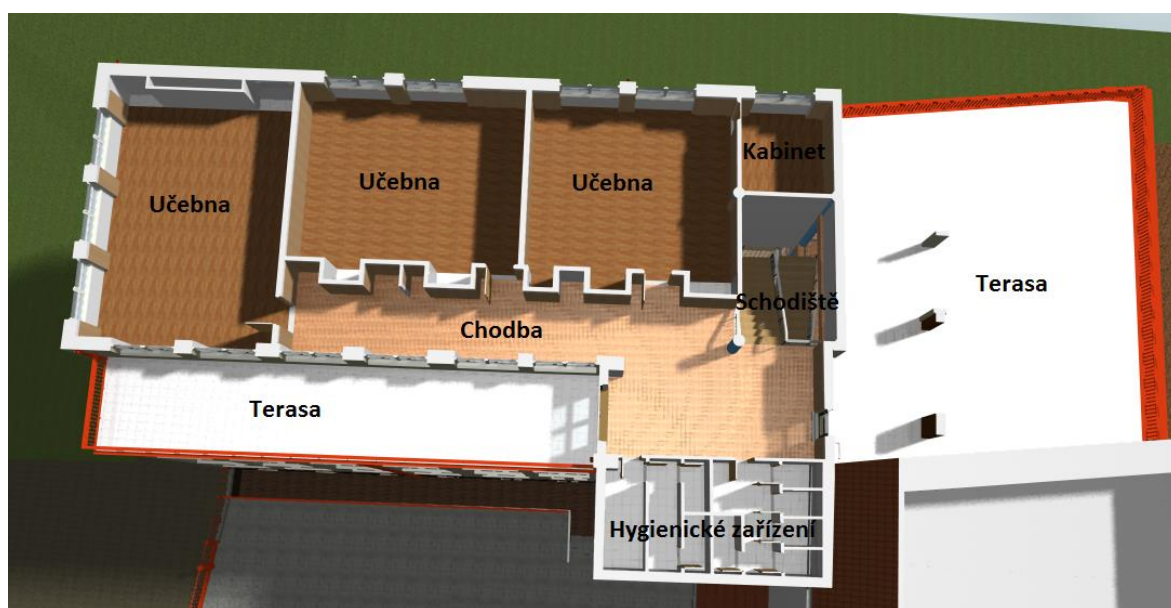 Kabinet
Učebna
Učebna
Učebna
Terasa
Schodiště
Chodba
Terasa
Hygienické zařízení